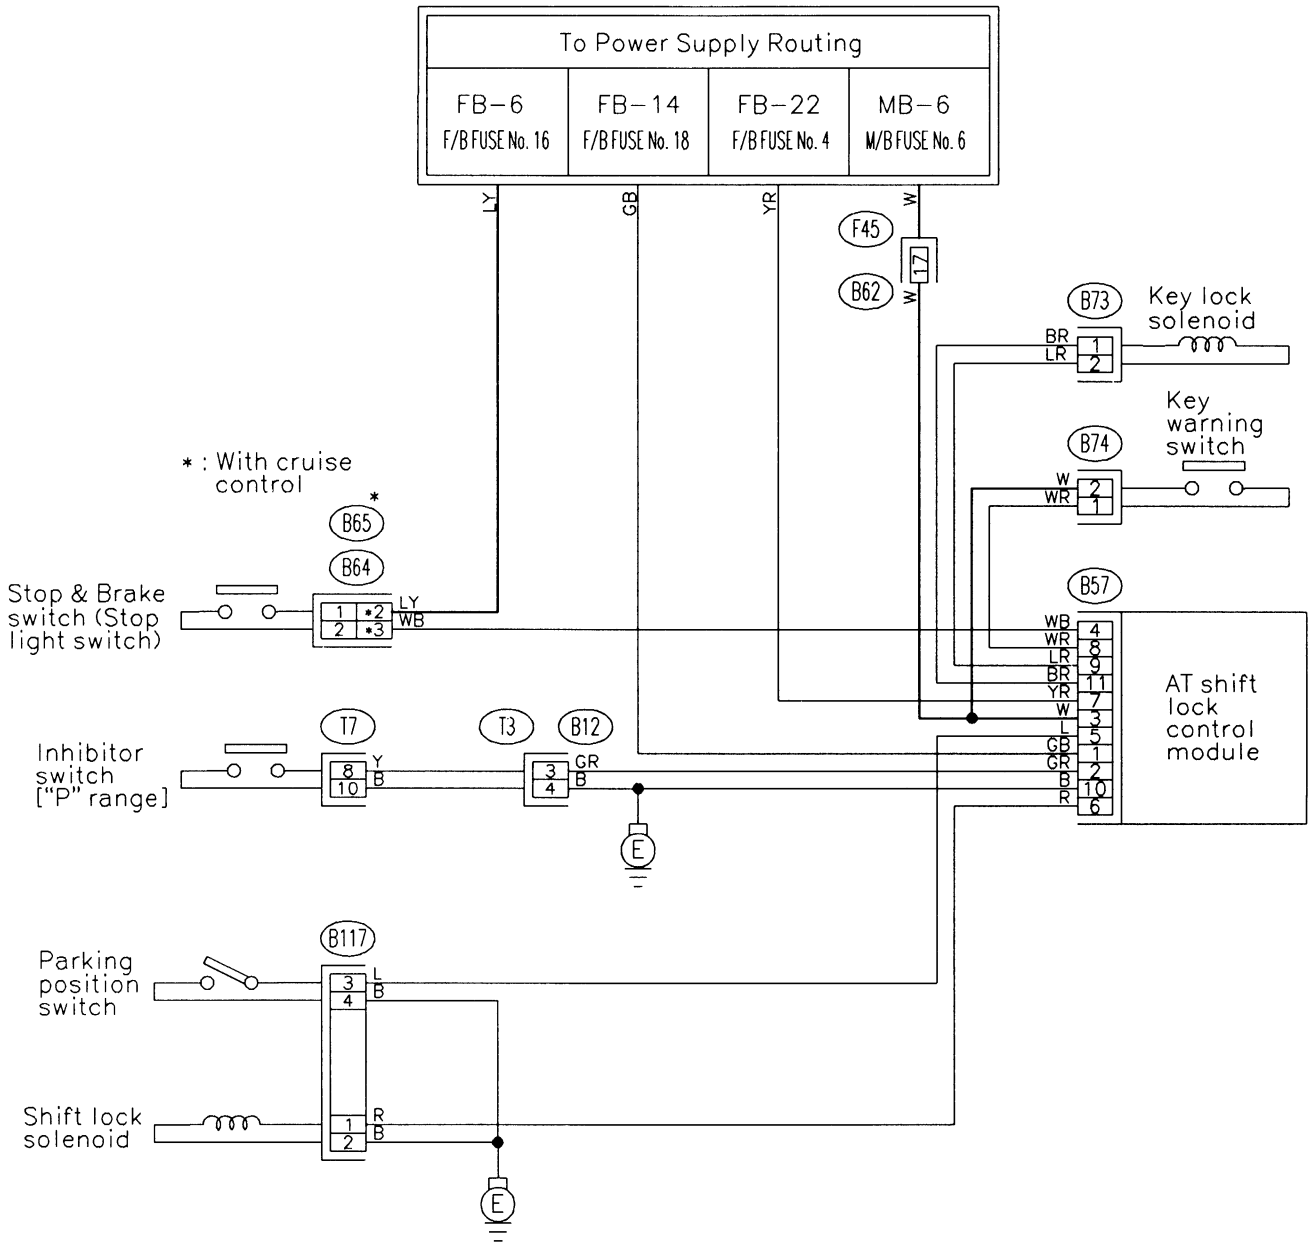 To Power Supply Routing
FB-6
F/B FUSE No. 16
FB-14
F/B FUSE No. 18
FB-22
F/B FUSE No. 4
MB-6
M/B FUSE No. 6
LY
GB
YR
W
F45
17
B62
W
B73
Key lock
solenoid
BR
1
LR
2
Key
warning
switch
B74
W
2
WR
1
* : With cruise
control
*
B65
B64
Stop & Brake
switch (Stop
light switch)
1
*2
LY
2
*3
WB
B57
WB
4
WR
8
LR
9
BR
11
YR
7
W
3
L
5
GB
1
GR
2
B
10
R
6
AT shift
lock
control
module
Inhibitor
switch
["P" range]
T7
8
Y
10
B
T3
B12
3
GR
4
B
E
Parking
position
switch
B117
3
L
4
B
Shift lock
solenoid
1
R
2
B
E